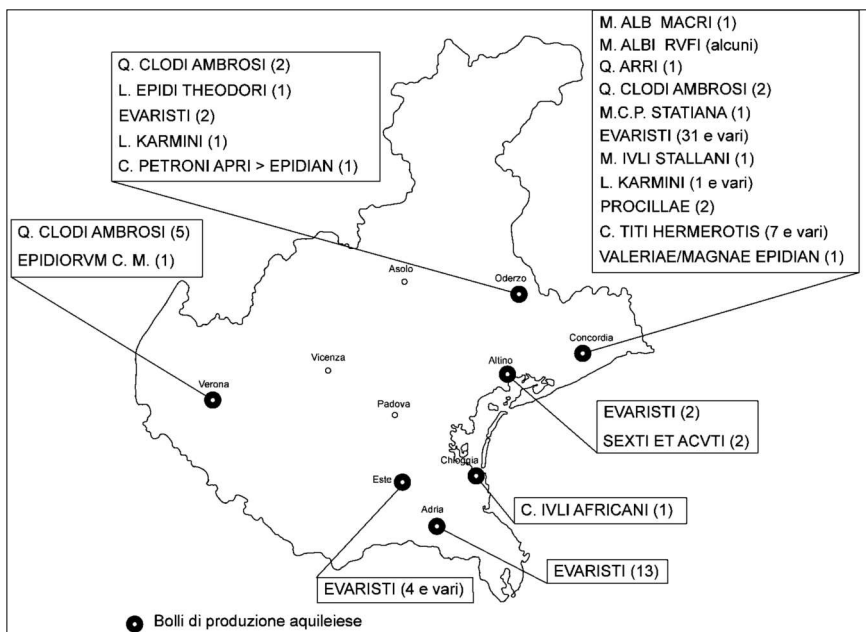 Q. CLODI AMBROSI (2)
L. EPIDI THEODORI (1)
EVARISTI (2)
L. KARMINI (1)
C. PETRONI APRI > EPIDIAN (1)
M. ALB MACRI (1)
M. ALBI RVFI (alcuni)
Q. ARRI (1)
Q. CLODI AMBROSI (2)
M.C.P. STATIANA (1)
EVARISTI (31 e vari)
M. IVLI STALLANI (1)
L. KARMINI (1 e vari)
PROCILLAE (2)
C. TITI HERMEROTIS (7 e vari)
VALERIAE/MAGNAE EPIDIAN (1)
Q. CLODI AMBROSI (5)
EPIDIORVM C. M. (1)
Asolo
Oderzo
Concordia
Vicenza
Altino
Verona
Padova
EVARISTI (2)
SEXTI ET ACVTI (2)
Chioggia
Este
C. IVLI AFRICANI (1)
Adria
EVARISTI (13)
EVARISTI (4 e vari)
Bolli di produzione aquileiese